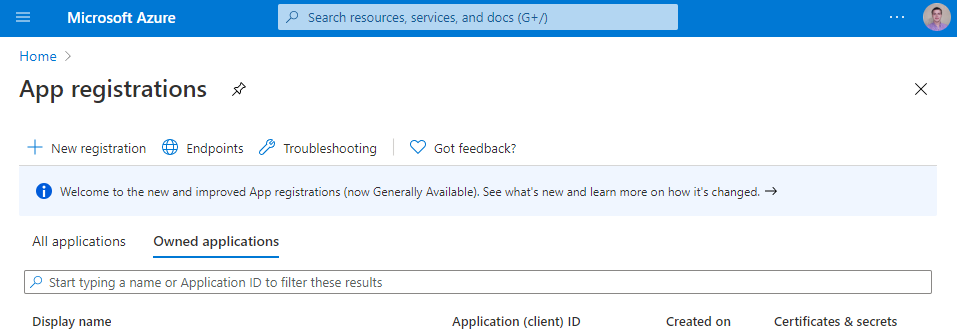 Microsoft Azure Search resources, services, and docs (G+/) ...
Home >
App registrations
New registration Endpoints Troubleshooting Got feedback?
Welcome to the new and improved App registrations (now Generally Available). See what's new and learn more on how it's changed. →
All applications Owned applications
Start typing a name or Application ID to filter these results
Display name Application (client) ID Created on Certificates & secrets